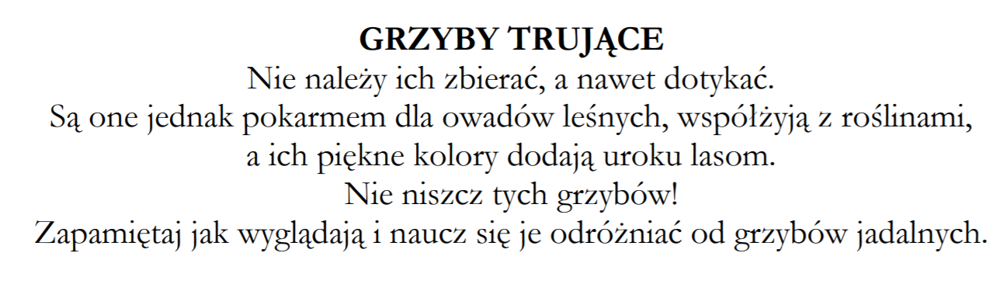 GRZYBY TRUJĄCE
Nie należy ich zbierać, a nawet dotykać.
Są one jednak pokarmem dla owadów leśnych, współżyją z roślinami,
a ich piękne kolory dodają uroku lasom.
Nie niszcz tych grzybów!
Zapamiętaj jak wyglądają i naucz się je odróżniać od grzybów jadalnych.